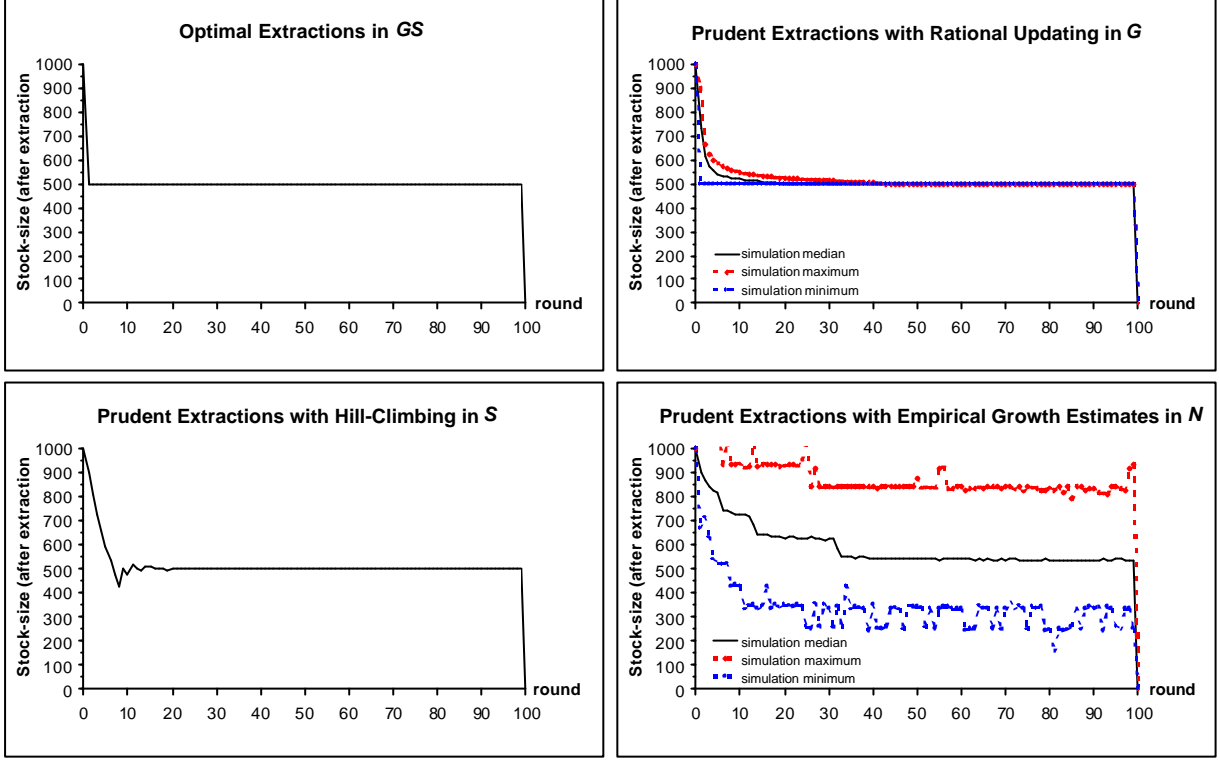 Optimal Extractions in GS
Stock-size (after extraction
1000
900
800
700
600
500
400
300
200
100
0
0 10 20 30 40 50 60 70 80 90 100
round
Prudent Extractions with Rational Updating in G
Stock-size (after extraction
1000
900
800
700
600
500
400
300
200
100
0
simulation median
simulation maximum
simulation minimum
0 10 20 30 40 50 60 70 80 90 100
round
Prudent Extractions with Hill-Climbing in S
Stock-size (after extraction
1000
900
800
700
600
500
400
300
200
100
0
0 10 20 30 40 50 60 70 80 90 100
round
Prudent Extractions with Empirical Growth Estimates in N
Stock-size (after extraction
1000
900
800
700
600
500
400
300
200
100
0
simulation median
simulation maximum
simulation minimum
0 10 20 30 40 50 60 70 80 90 100
round